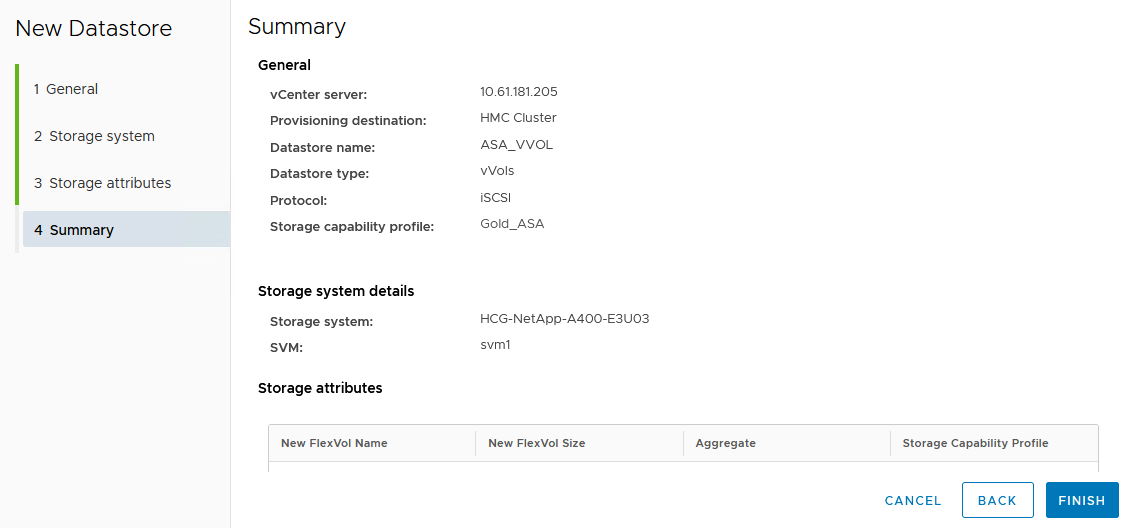 New Datastore
1 General
2 Storage system
3 Storage attributes
4 Summary
Summary
General
vCenter server: 10.61.181.205
Provisioning destination: HMC Cluster
Datastore name: ASA_VVOL
Datastore type: vVols
Protocol: iSCSI
Storage capability profile: Gold_ASA
Storage system details
Storage system: HCG-NetApp-A400-E3U03
SVM: svm1
Storage attributes
New FlexVol Name New FlexVol Size Aggregate Storage Capability Profile
CANCEL BACK FINISH